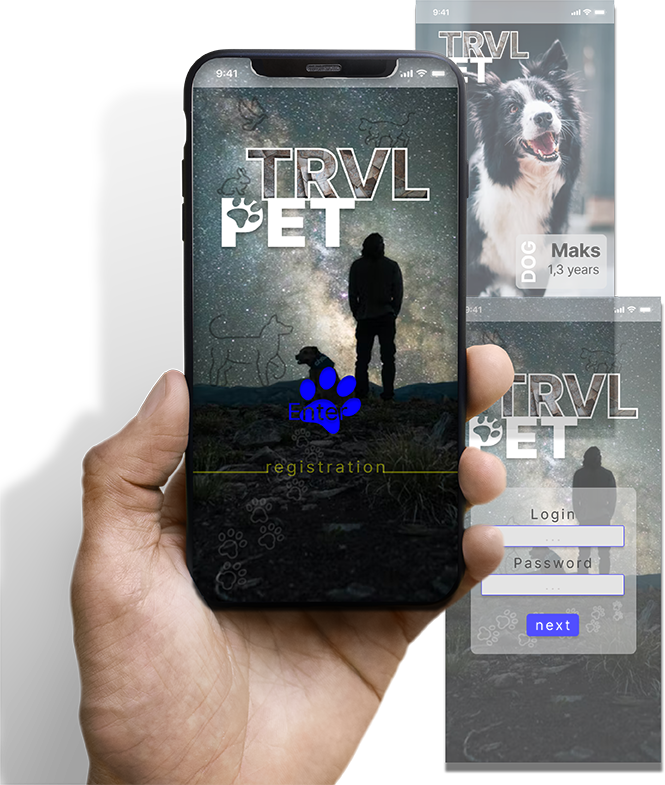 9:41
TRVL
PET
Enter
registration
9:41
TRVL
ET
DOG
Maks
1,3 years
9:41
TRVL
PET
Login
...
Password
...
next